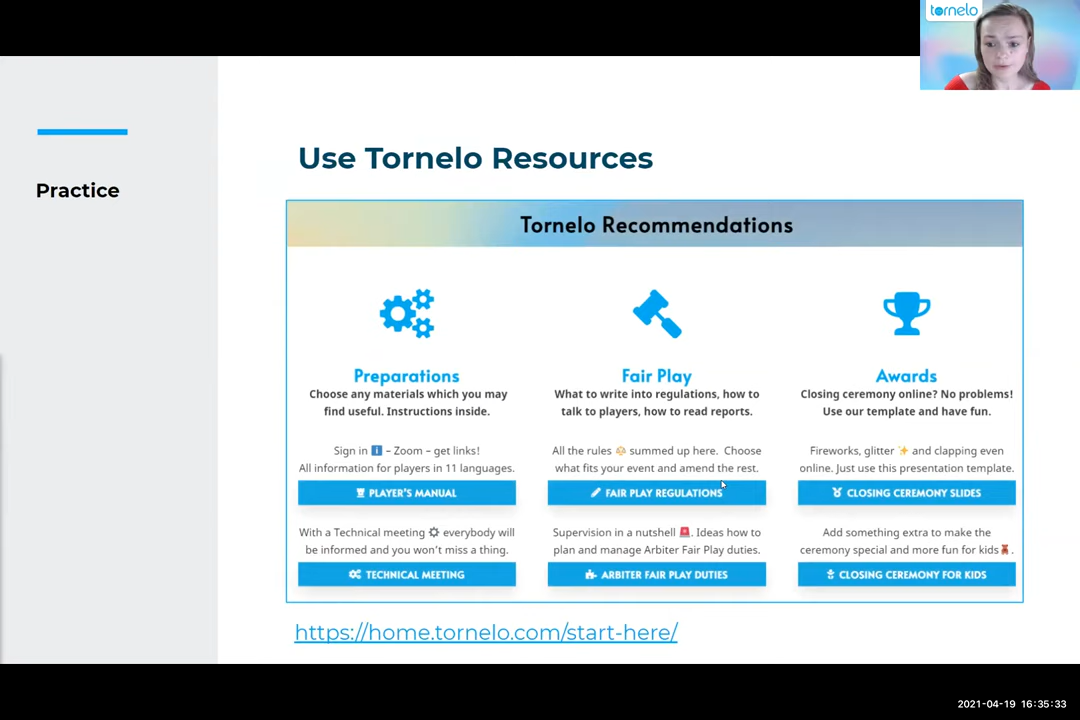 tornelo
Practice
Use Tornelo Resources
Tornelo Recommendations
Preparations
Choose any materials which you may
find useful. Instructions inside.
Sign in ℹ️ – Zoom – get links!
All information for players in 11 languages.
PLAYER'S MANUAL
With a Technical meeting ⚙ everybody will
be informed and you won't miss a thing.
TECHNICAL MEETING
Fair Play
What to write into regulations, how to
talk to players, how to read reports.
All the rules ⚖️ summed up here. Choose
what fits your event and amend the rest.
FAIR PLAY REGULATIONS
Supervision in a nutshell 🚨. Ideas how to
plan and manage Arbiter Fair Play duties.
ARBITER FAIR PLAY DUTIES
Awards
Closing ceremony online? No problems!
Use our template and have fun.
Fireworks, glitter ✨ and clapping even
online. Just use this presentation template.
CLOSING CEREMONY SLIDES
Add something extra to make the
ceremony special and more fun for kids🧸.
CLOSING CEREMONY FOR KIDS
https://home.tornelo.com/start-here/
2021-04-19 16:35:33